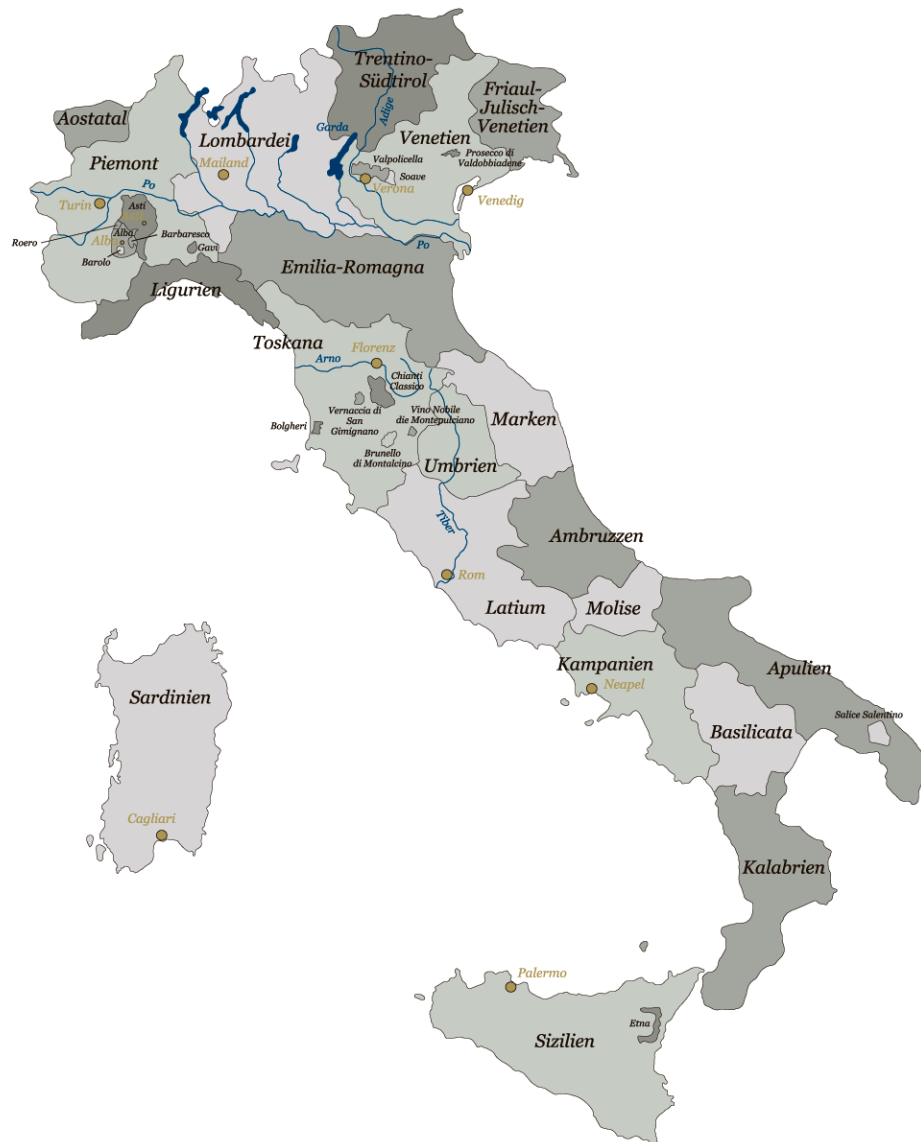 Trentino-
Südtirol
Friaul-
Julisch-
Venetien
Aostatal
Adige
Garda
Lombardei
Venetien
Piemont
Mailand
Valpolicella
Prosecco di
Valdobbiadene
Soave
Verona
Venedig
Po
Turin
Asti
Asti
Roero
Alba
Alba
Barbaresco
Barolo
Gavi
Po
Emilia-Romagna
Ligurien
Toskana
Florenz
Arno
Chianti
Classico
Vernaccia di
San
Gimignano
Vino Nobile
die Montepulciano
Bolgheri
Brunello
di Montalcino
Marken
Umbrien
Tiber
Ambruzzen
Rom
Latium
Molise
Kampanien
Neapel
Apulien
Sardinien
Salice Salentino
Basilicata
Cagliari
Kalabrien
Palermo
Etna
Sizilien